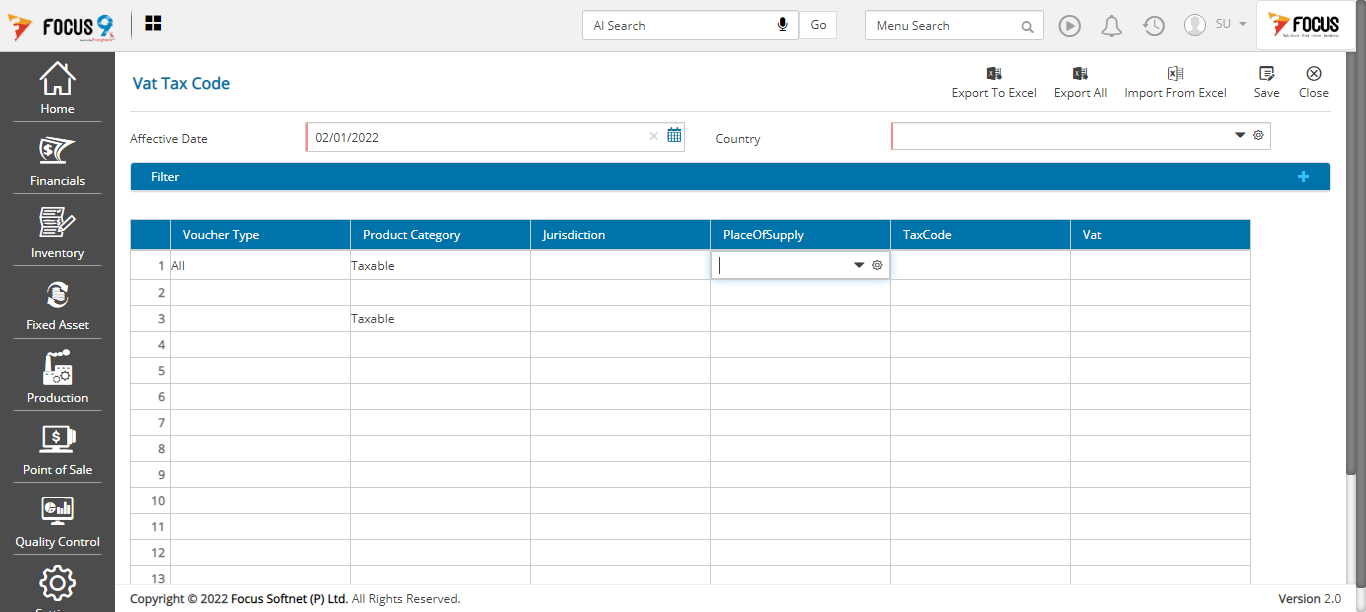 FOCUS 9
AI Search
Go
Menu Search
SU
FOCUS
Home
Financials
Inventory
Fixed Asset
Production
Point of Sale
Quality Control
Vat Tax Code
Export To Excel
Export All
Import From Excel
Save
Close
Affective Date
02/01/2022
Country
Filter
Voucher Type
Product Category
Jurisdiction
PlaceOfSupply
TaxCode
Vat
1 All Taxable
2
3 Taxable
4
5
6
7
8
9
10
11
12
13
Copyright © 2022 Focus Softnet (P) Ltd. All Rights Reserved.
Version 2.0